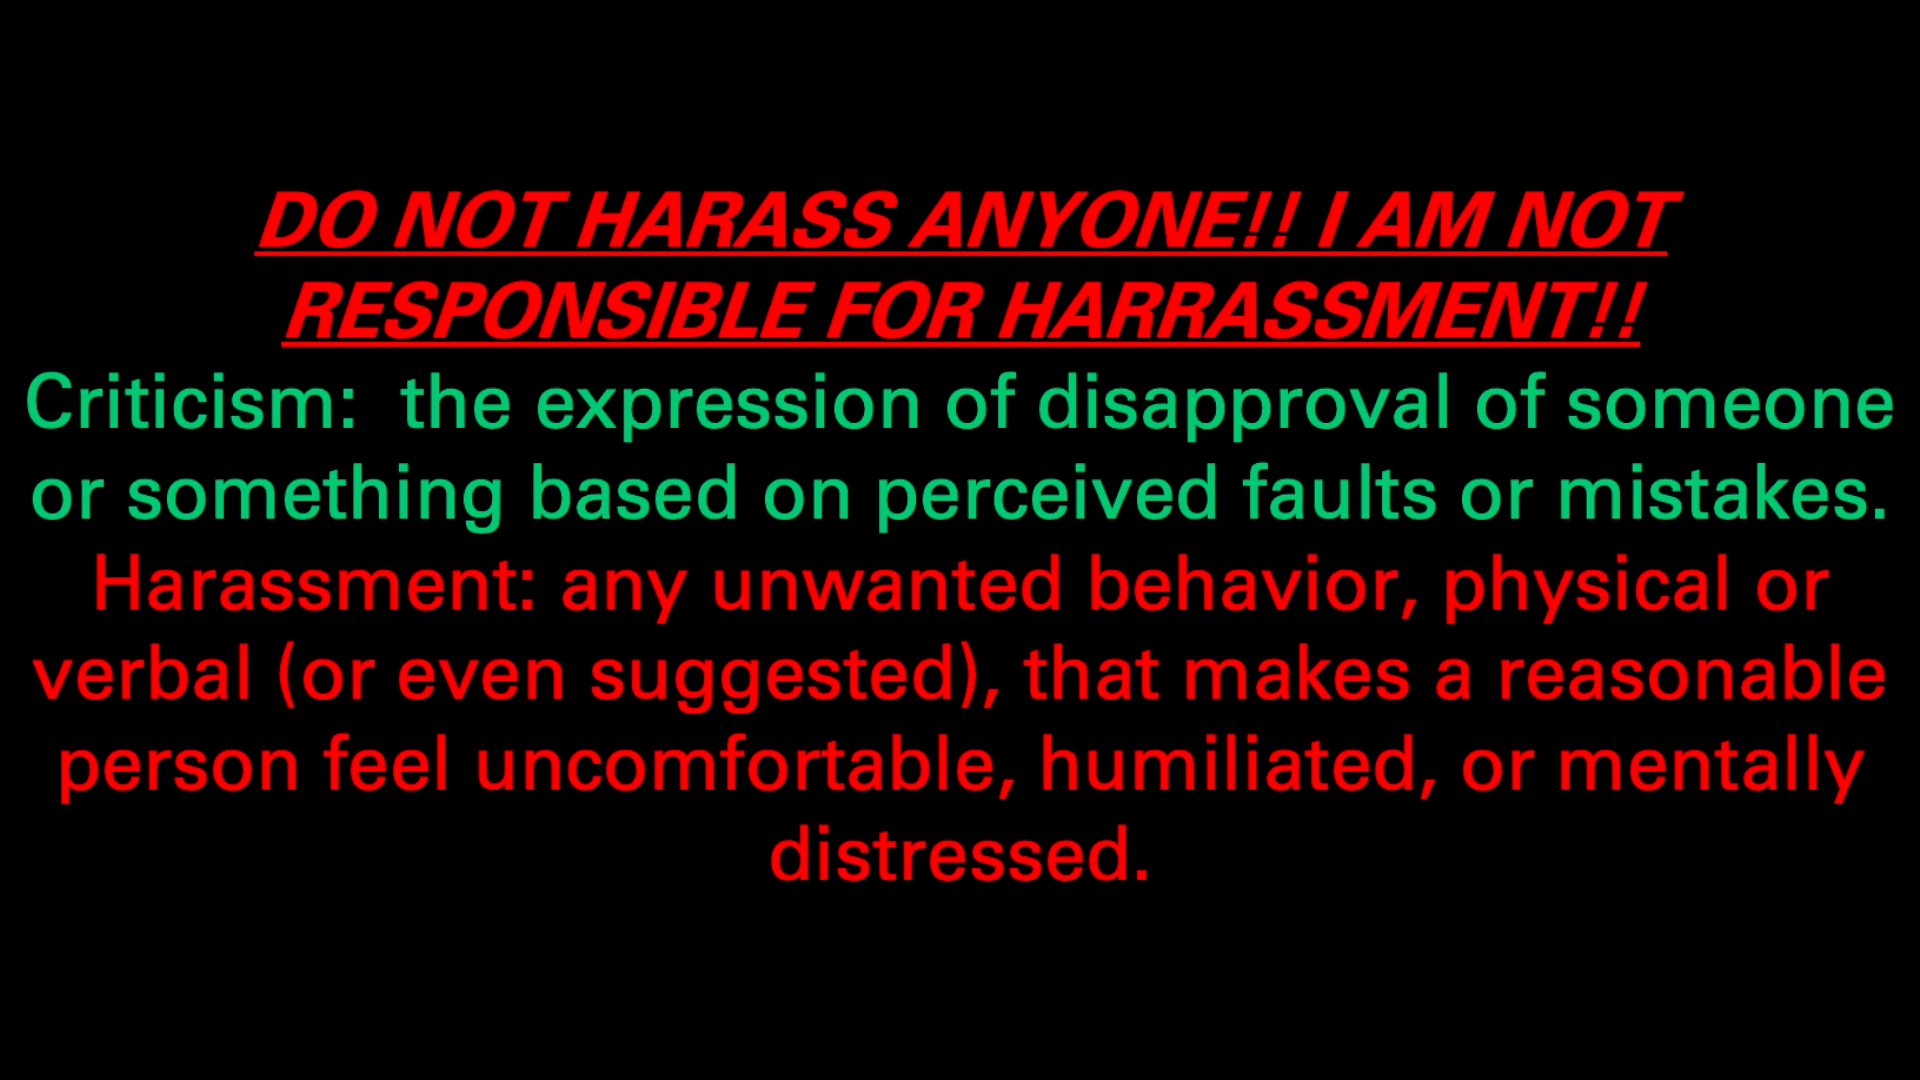 DO NOT HARASS ANYONE!! I AM NOT
RESPONSIBLE FOR HARRASSMENT!!
Criticism:  the expression of disapproval of someone
or something based on perceived faults or mistakes.
Harassment: any unwanted behavior, physical or
verbal (or even suggested), that makes a reasonable
person feel uncomfortable, humiliated, or mentally
distressed.